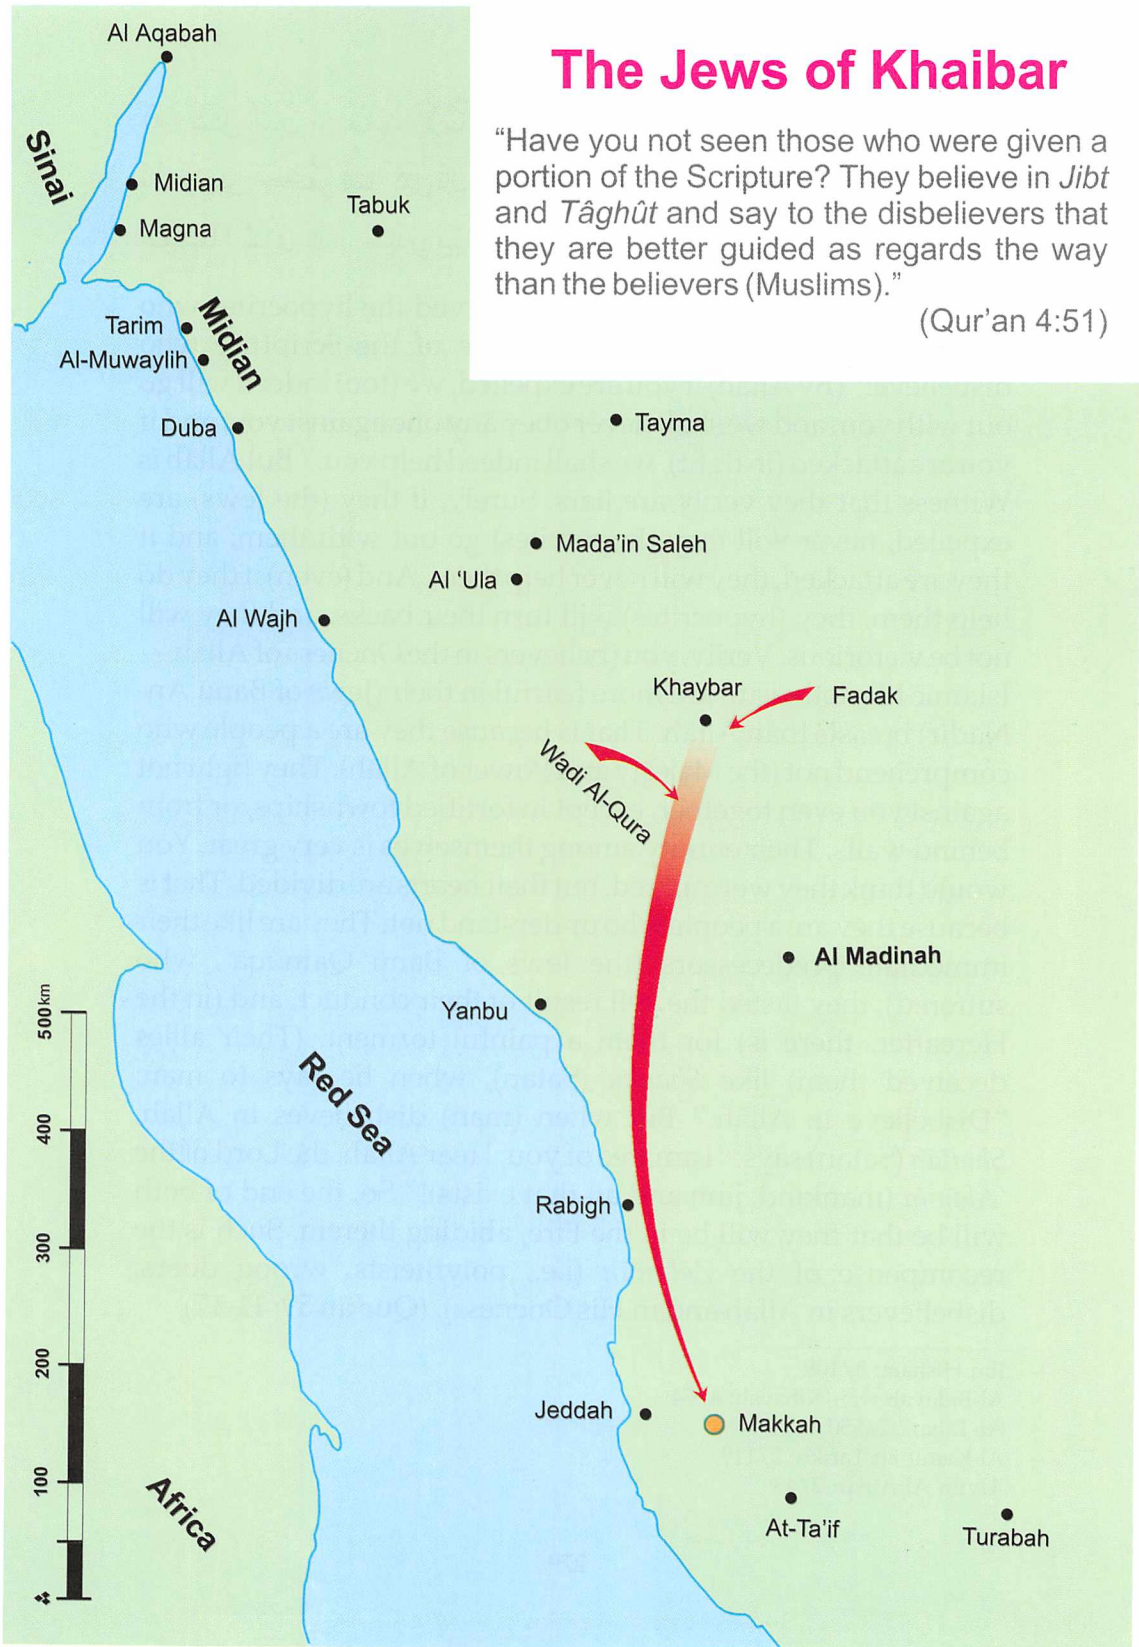 Al Aqabah
The Jews of Khaibar
“Have you not seen those who were given a
portion of the Scripture? They believe in Jibt
and Tâghût and say to the disbelievers that
they are better guided as regards the way
than the believers (Muslims).”
(Qur’an 4:51)
Sinai
Midian
Magna
Tabuk
Tarim
Midian
Al-Muwaylih
Duba
Tayma
Mada’in Saleh
Al ‘Ula
Al Wajh
Khaybar
Fadak
Wadi Al-Qura
Al Madinah
Yanbu
500 km
400
300
200
100
Red Sea
Rabigh
Jeddah
Makkah
Africa
At-Ta’if
Turabah